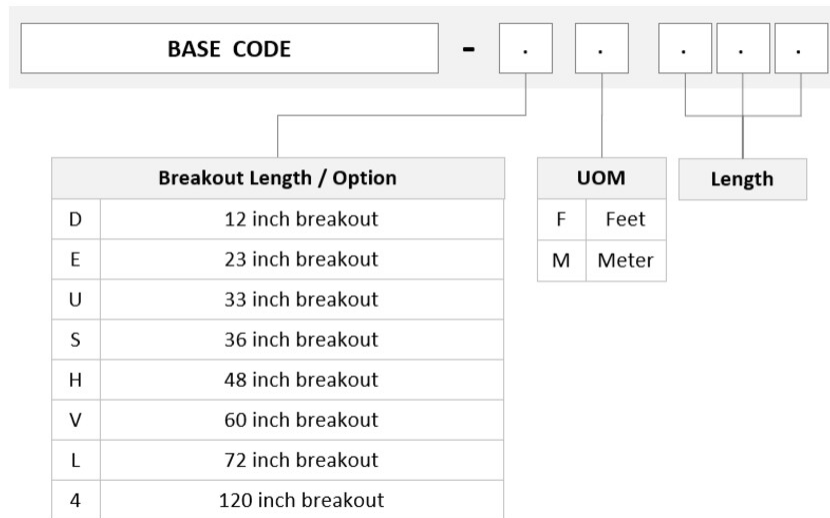 BASE CODE - . . . . .
Breakout Length / Option
D 12 inch breakout
E 23 inch breakout
U 33 inch breakout
S 36 inch breakout
H 48 inch breakout
V 60 inch breakout
L 72 inch breakout
4 120 inch breakout
UOM
F Feet
M Meter
Length